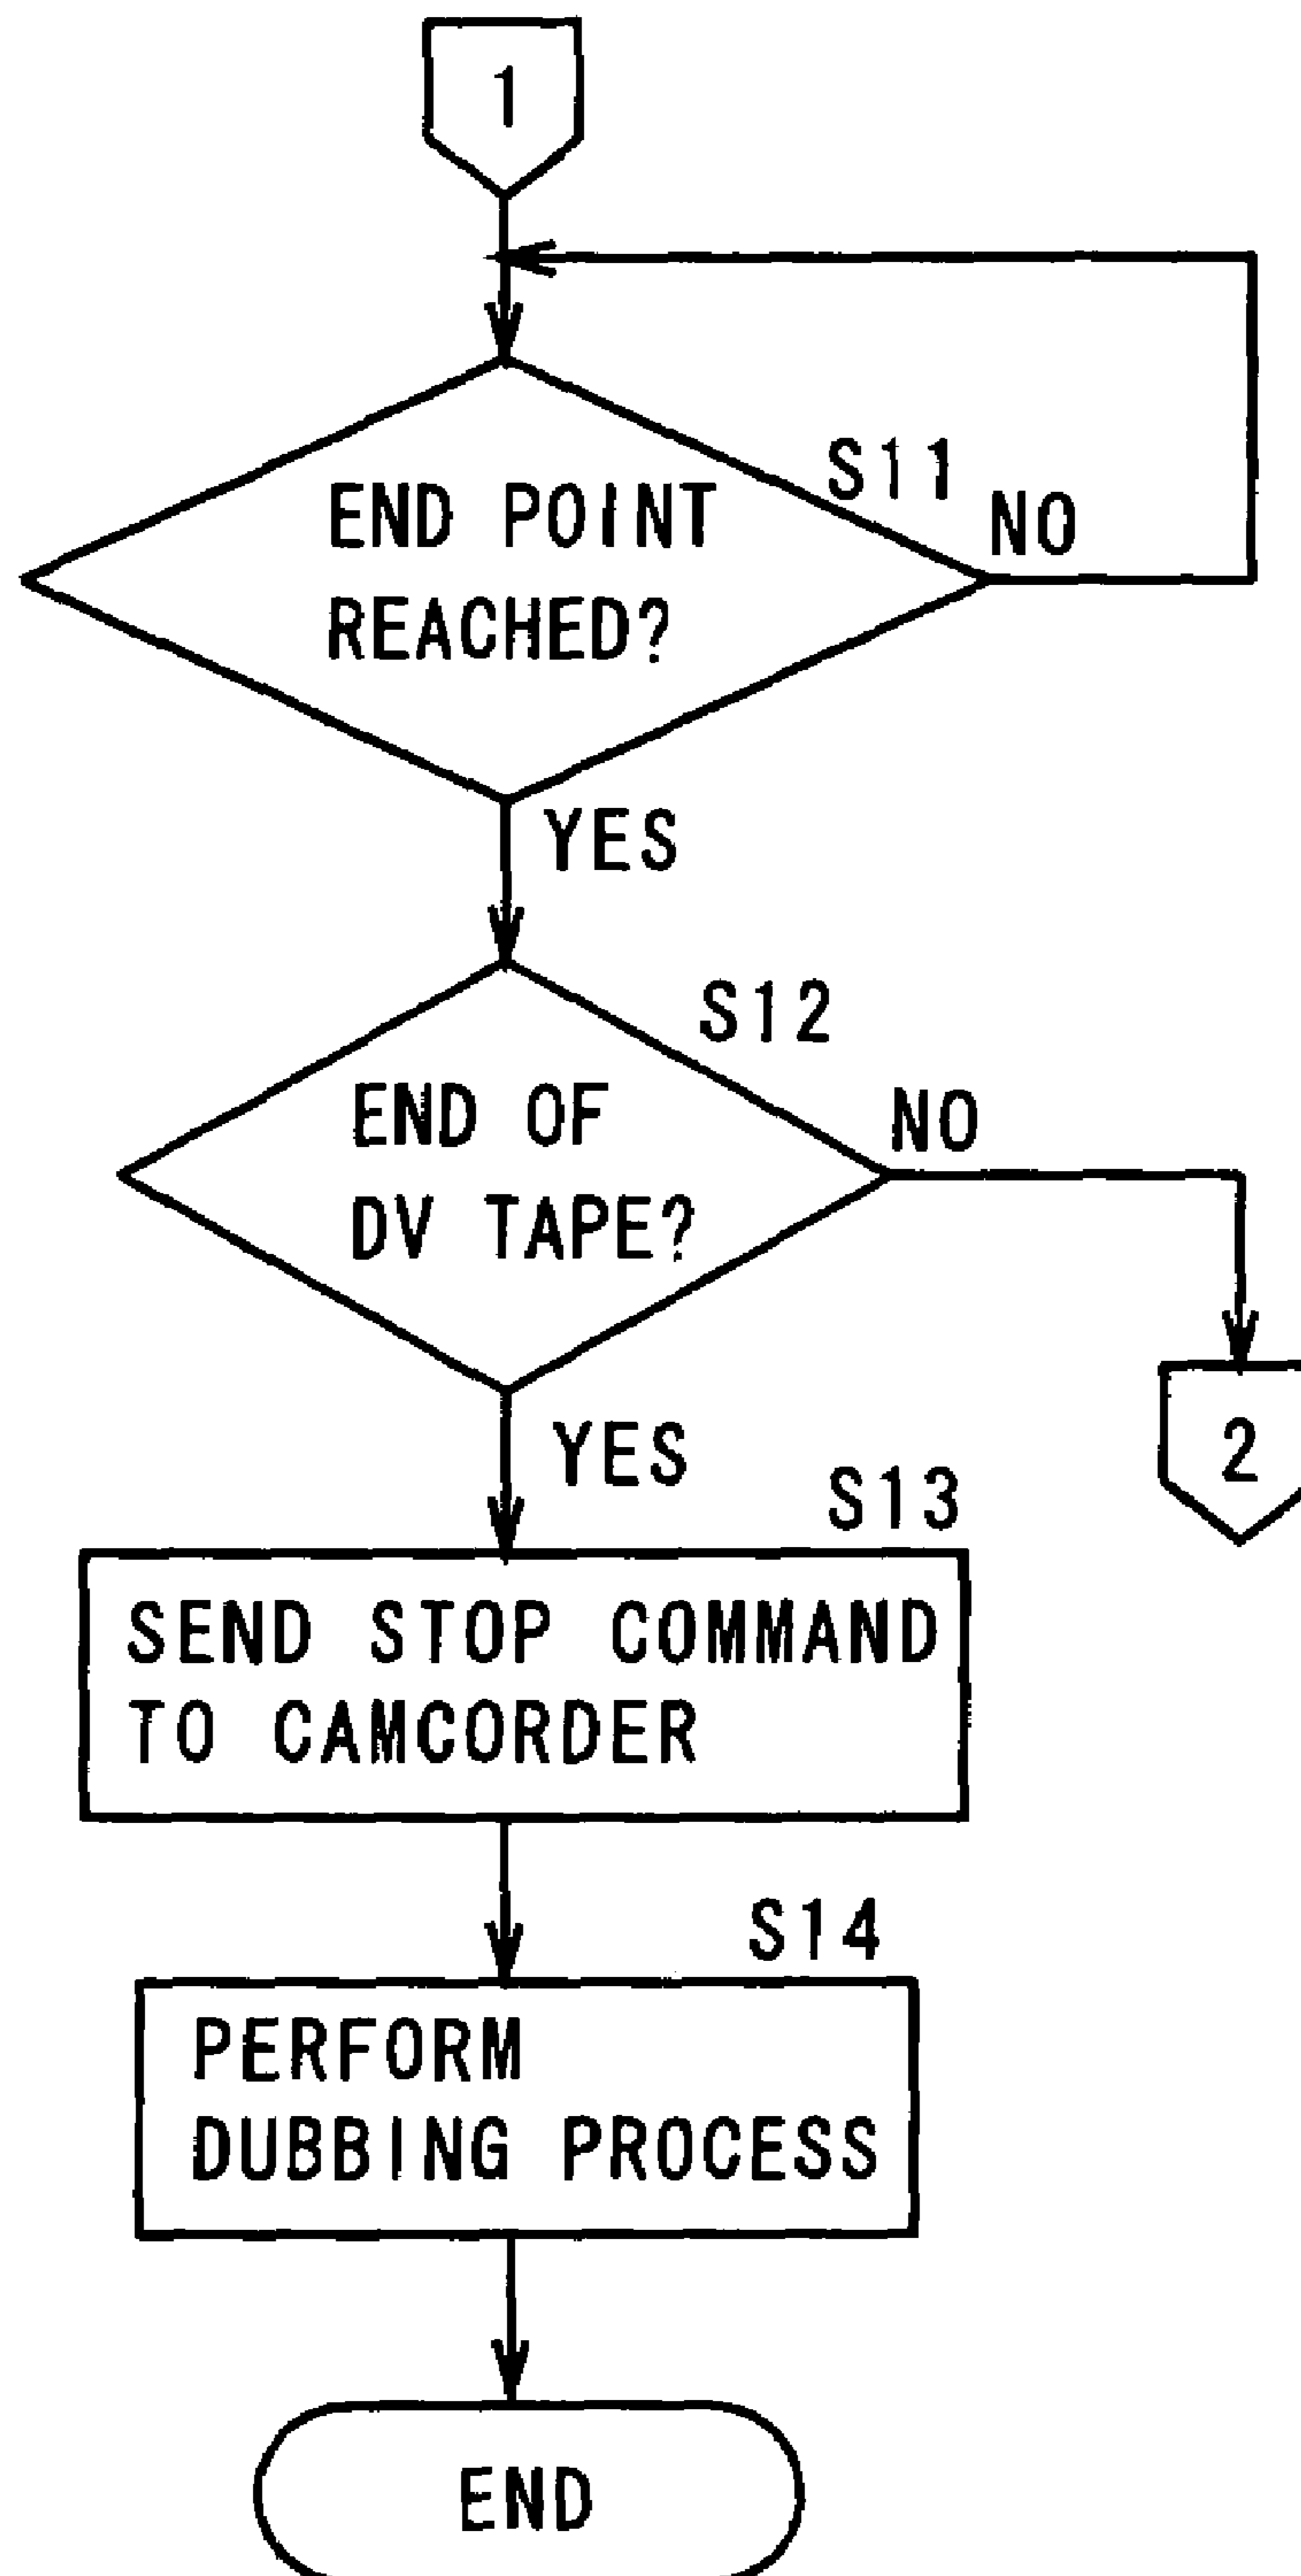 1
S11
END POINT
NO
REACHED?
YES
S12
END OF
NO
DV TAPE?
YES
2
S13
SEND STOP COMMAND
TO CAMCORDER
S14
PERFORM
DUBBING PROCESS
END